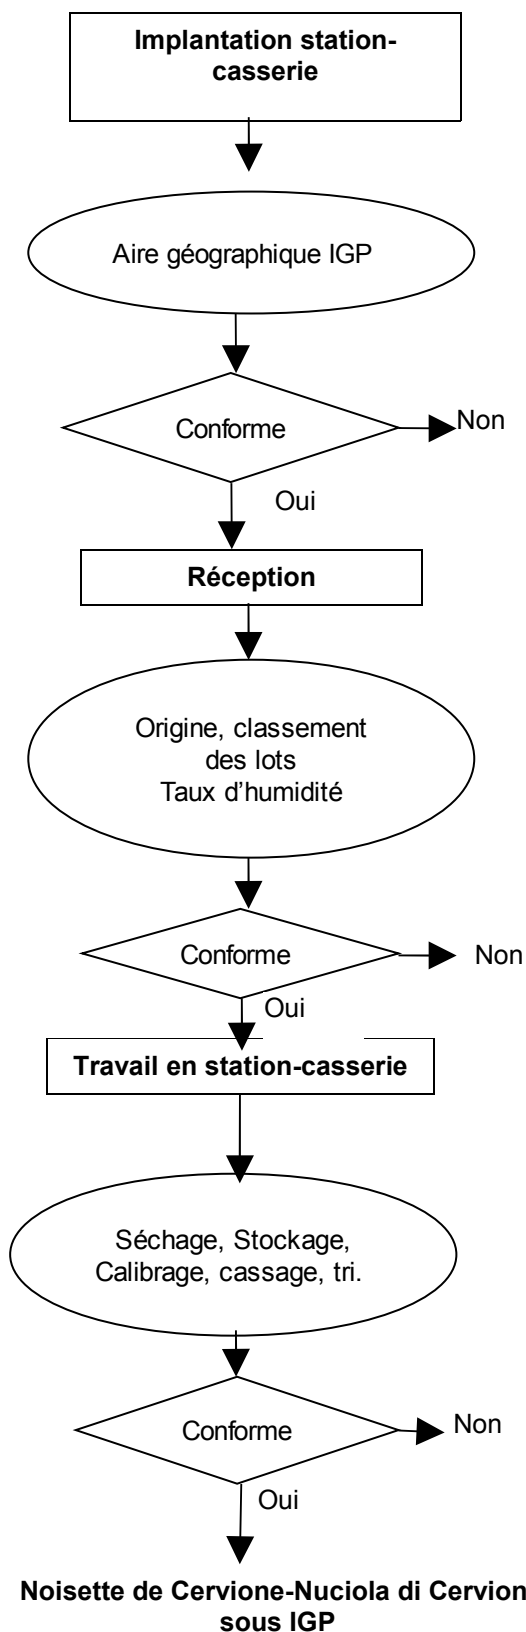 Implantation station-
casserie
Aire géographique IGP
Conforme
Non
Oui
Réception
Origine, classement
des lots
Taux d’humidité
Conforme
Non
Oui
Travail en station-casserie
Séchage, Stockage,
Calibrage, cassage, tri.
Conforme
Non
Oui
Noisette de Cervione-Nuciola di Cervion
sous IGP